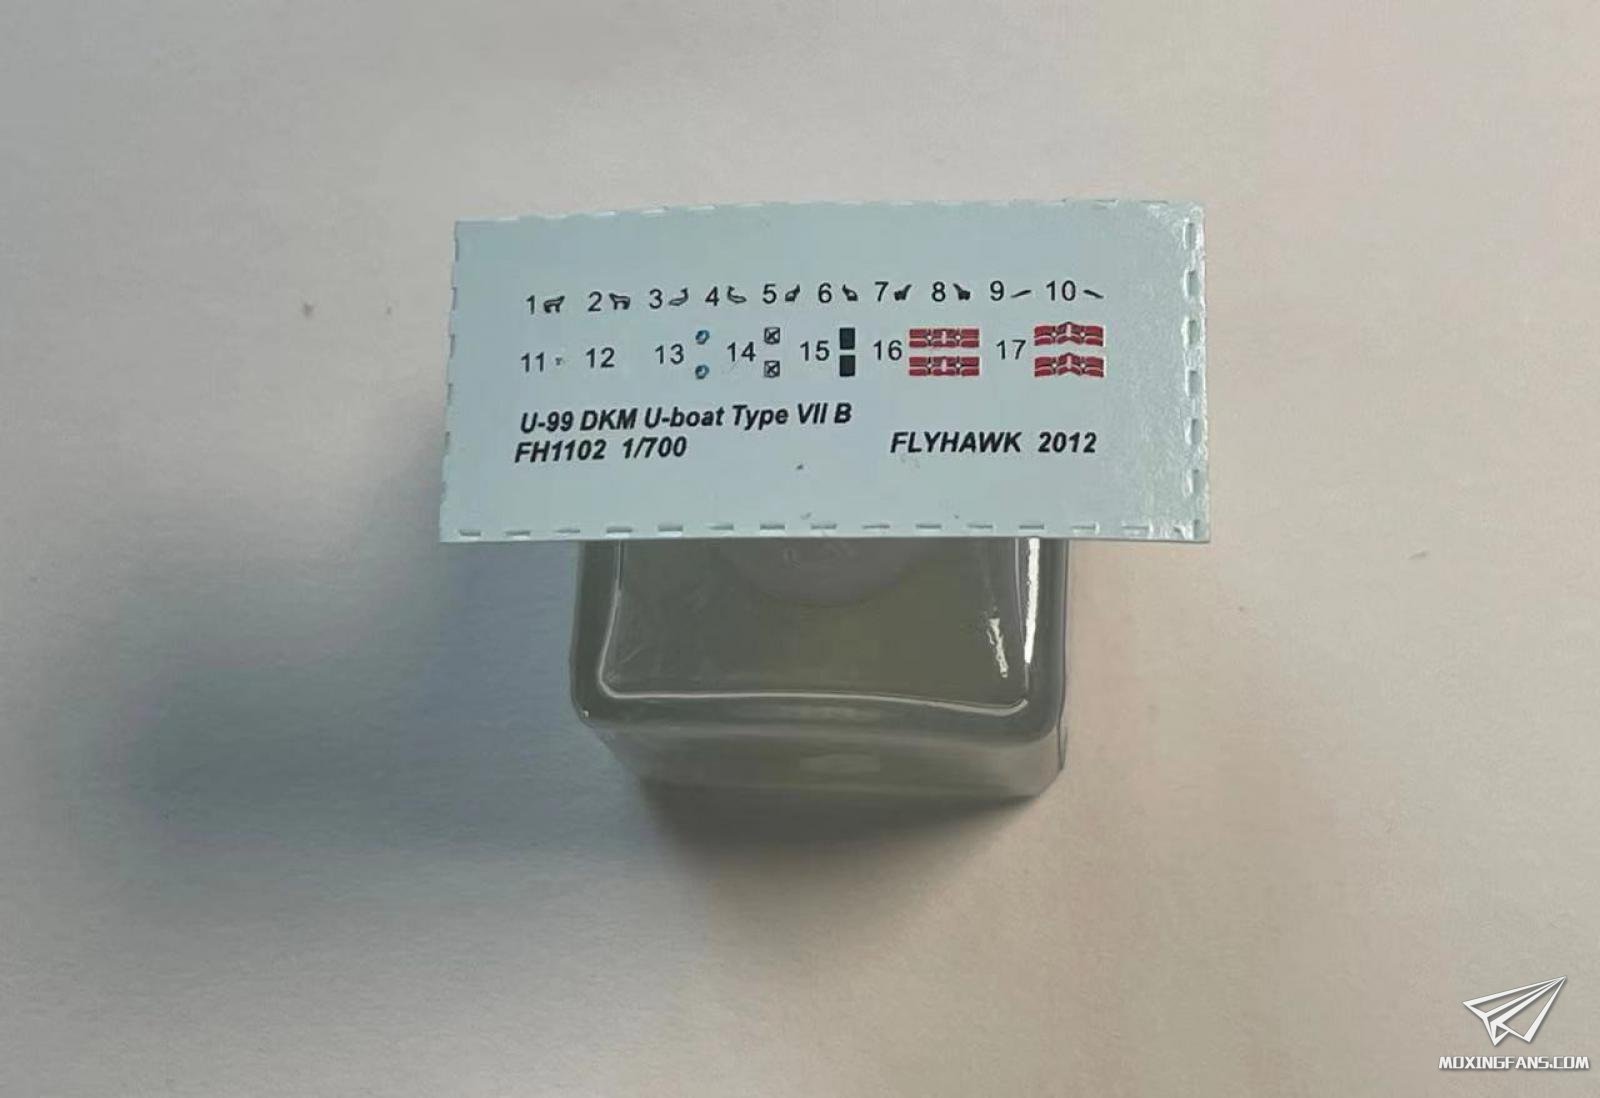 1 2 3 4 5 6 7 8 9 10
11 12 13 14 15 16 17
U-99 DKM U-boat Type VII B
FH1102 1/700 FLYHAWK 2012
MOXINGFANS.COM